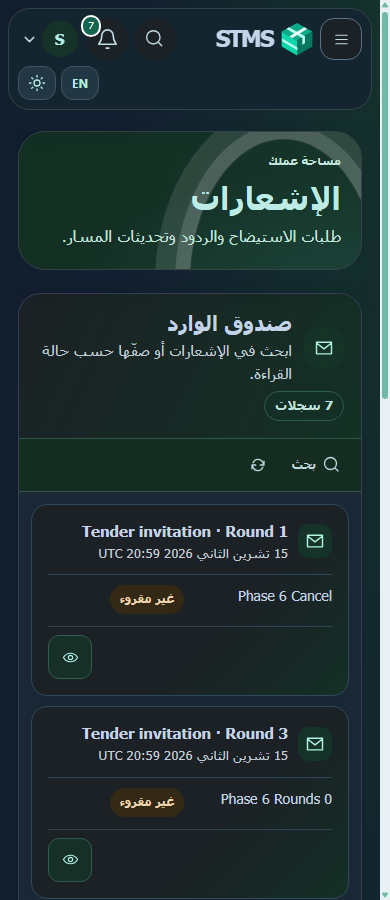 STMS
7
S
EN
مساحة عملك
الإشعارات
طلبات الاستيضاح والردود وتحديثات المسار.
صندوق الوارد
ابحث في الإشعارات أو صفّها حسب حالة
القراءة.
7 سجلات
بحث
Tender invitation · Round 1
15 تشرين الثاني 2026 20:59 UTC
Phase 6 Cancel
غير مقروء
Tender invitation · Round 3
15 تشرين الثاني 2026 20:59 UTC
Phase 6 Rounds 0
غير مقروء